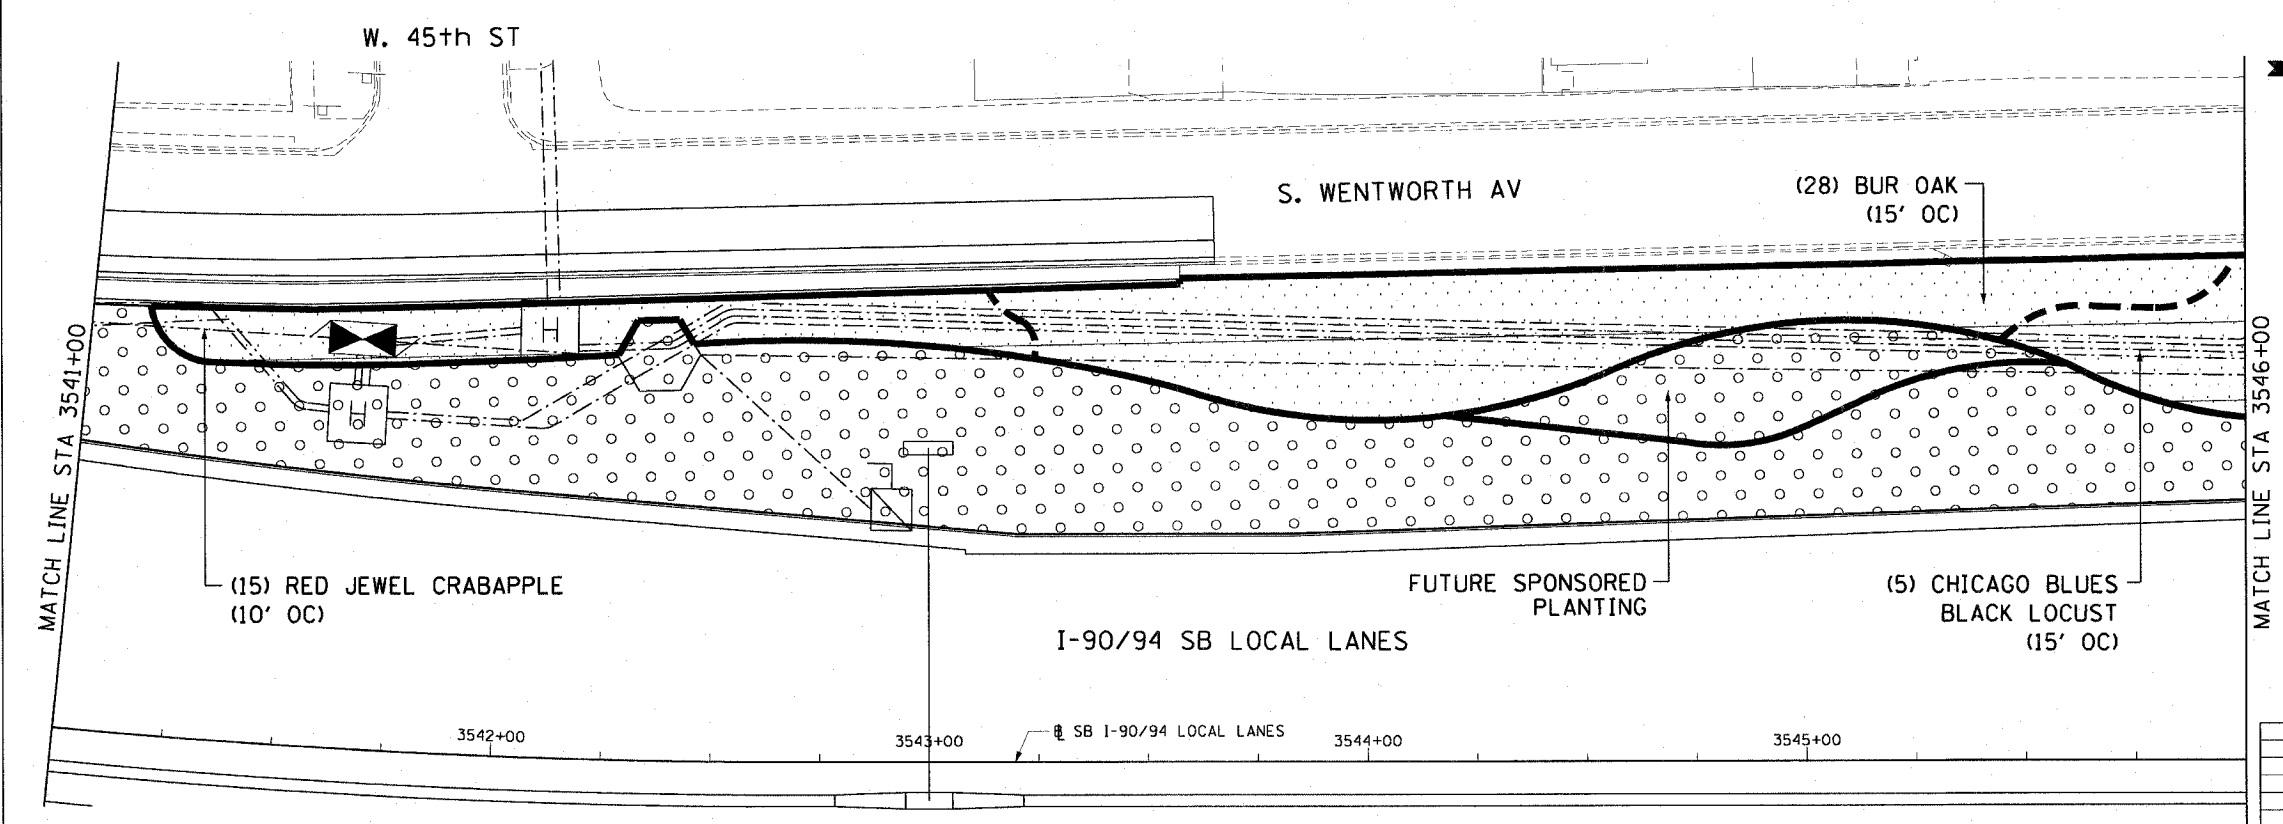 W. 45th ST
S. WENTWORTH AV
(28) BUR OAK
(15' OC)
MATCH LINE STA 3541+00
MATCH LINE STA 3546+00
H
H
(15) RED JEWEL CRABAPPLE
(10' OC)
FUTURE SPONSORED
PLANTING
(5) CHICAGO BLUES
BLACK LOCUST
(15' OC)
I-90/94 SB LOCAL LANES
3542+00
3543+00
℄ SB I-90/94 LOCAL LANES
3544+00
3545+00